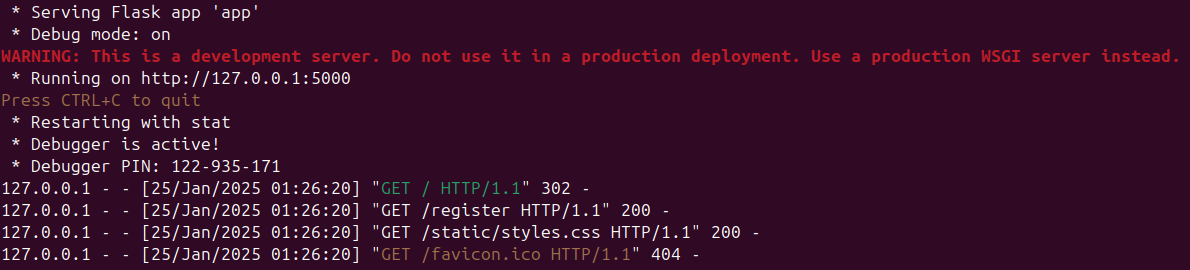 * Serving Flask app 'app'
 * Debug mode: on
WARNING: This is a development server. Do not use it in a production deployment. Use a production WSGI server instead.
 * Running on http://127.0.0.1:5000
Press CTRL+C to quit
 * Restarting with stat
 * Debugger is active!
 * Debugger PIN: 122-935-171
127.0.0.1 - - [25/Jan/2025 01:26:20] "GET / HTTP/1.1" 302 -
127.0.0.1 - - [25/Jan/2025 01:26:20] "GET /register HTTP/1.1" 200 -
127.0.0.1 - - [25/Jan/2025 01:26:20] "GET /static/styles.css HTTP/1.1" 200 -
127.0.0.1 - - [25/Jan/2025 01:26:20] "GET /favicon.ico HTTP/1.1" 404 -